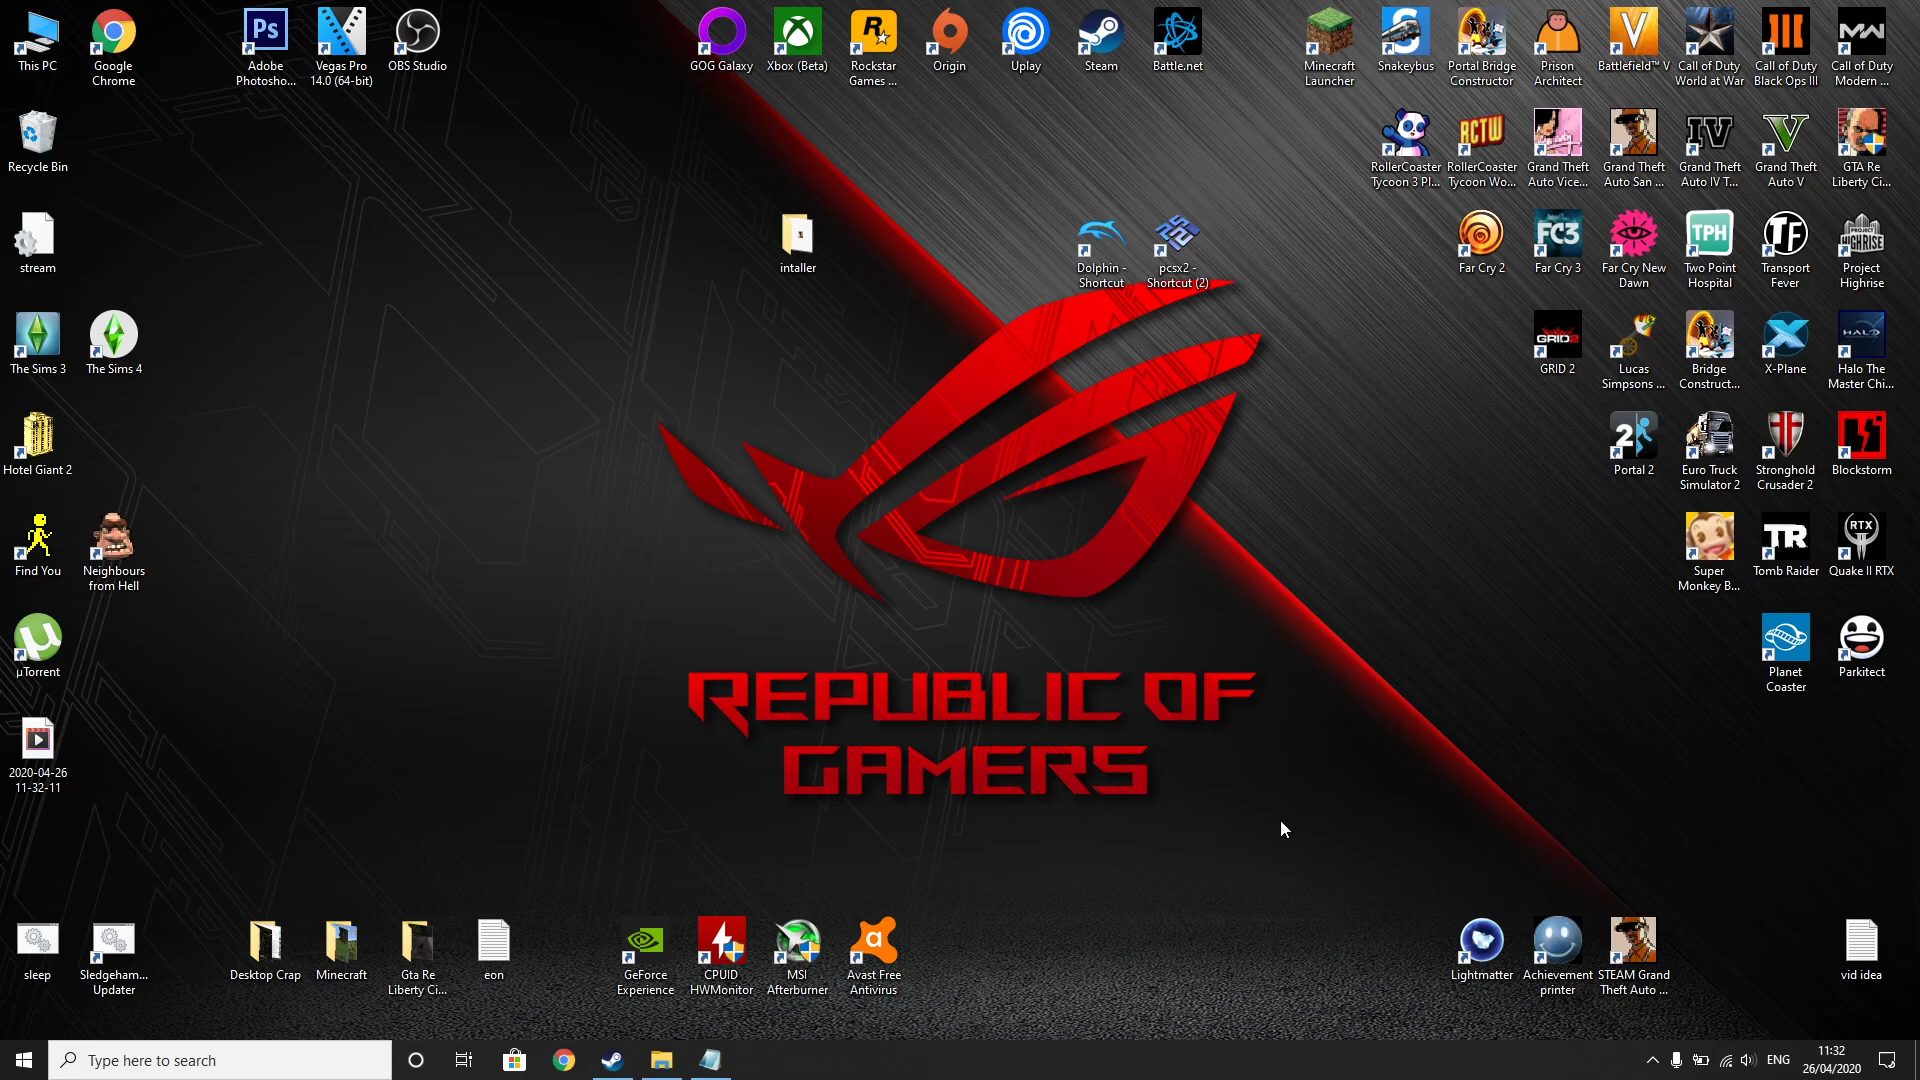 This PC
Google
Chrome
Adobe
Photosho...
Vegas Pro
14.0 (64-bit)
OBS Studio
GOG Galaxy
Xbox (Beta)
Rockstar
Games ...
Origin
Uplay
Steam
Battle.net
Minecraft
Launcher
Snakeybus
Portal Bridge
Constructor
Prison
Architect
Battlefield™ V
Call of Duty
World at War
Call of Duty
Black Ops III
Call of Duty
Modern ...
Recycle Bin
RollerCoaster
Tycoon 3 Pl...
RollerCoaster
Tycoon Wo...
Grand Theft
Auto Vice...
Grand Theft
Auto San ...
Grand Theft
Auto IV T...
Grand Theft
Auto V
GTA Re
Liberty Ci...
stream
intaller
Dolphin -
Shortcut
pcsx2 -
Shortcut (2)
Far Cry 2
Far Cry 3
Far Cry New
Dawn
Two Point
Hospital
Transport
Fever
Project
Highrise
The Sims 3
The Sims 4
GRID 2
Lucas
Simpsons ...
Bridge
Construct...
X-Plane
Halo The
Master Chi...
Hotel Giant 2
Portal 2
Euro Truck
Simulator 2
Stronghold
Crusader 2
Blockstorm
Find You
Neighbours
from Hell
Super
Monkey B...
Tomb Raider
Quake II RTX
µTorrent
Planet
Coaster
Parkitect
REPUBLIC OF
GAMERS
2020-04-26
11-32-11
sleep
Sledgeham...
Updater
Desktop Crap
Minecraft
Gta Re
Liberty Ci...
eon
GeForce
Experience
CPUID
HWMonitor
MSI
Afterburner
Avast Free
Antivirus
Lightmatter
Achievement
printer
STEAM Grand
Theft Auto ...
vid idea
Type here to search
ENG
11:32
26/04/2020